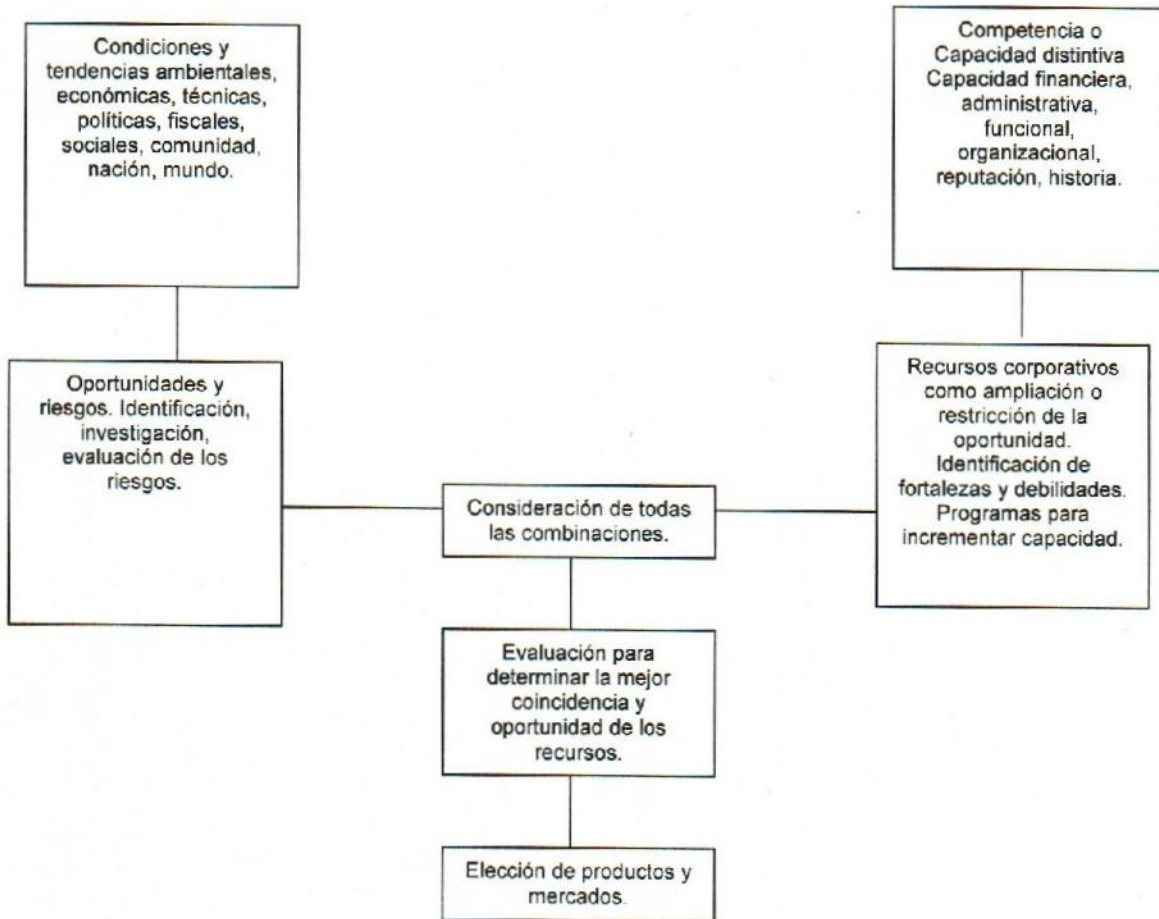 Condiciones y
tendencias ambientales,
económicas, técnicas,
políticas, fiscales,
sociales, comunidad,
nación, mundo.
Competencia o
Capacidad distintiva
Capacidad financiera,
administrativa,
funcional,
organizacional,
reputación, historia.
Oportunidades y
riesgos. Identificación,
investigación,
evaluación de los
riesgos.
Recursos corporativos
como ampliación o
restricción de la
oportunidad.
Identificación de
fortalezas y debilidades.
Programas para
incrementar capacidad.
Consideración de todas
las combinaciones.
Evaluación para
determinar la mejor
coincidencia y
oportunidad de los
recursos.
Elección de productos y
mercados.